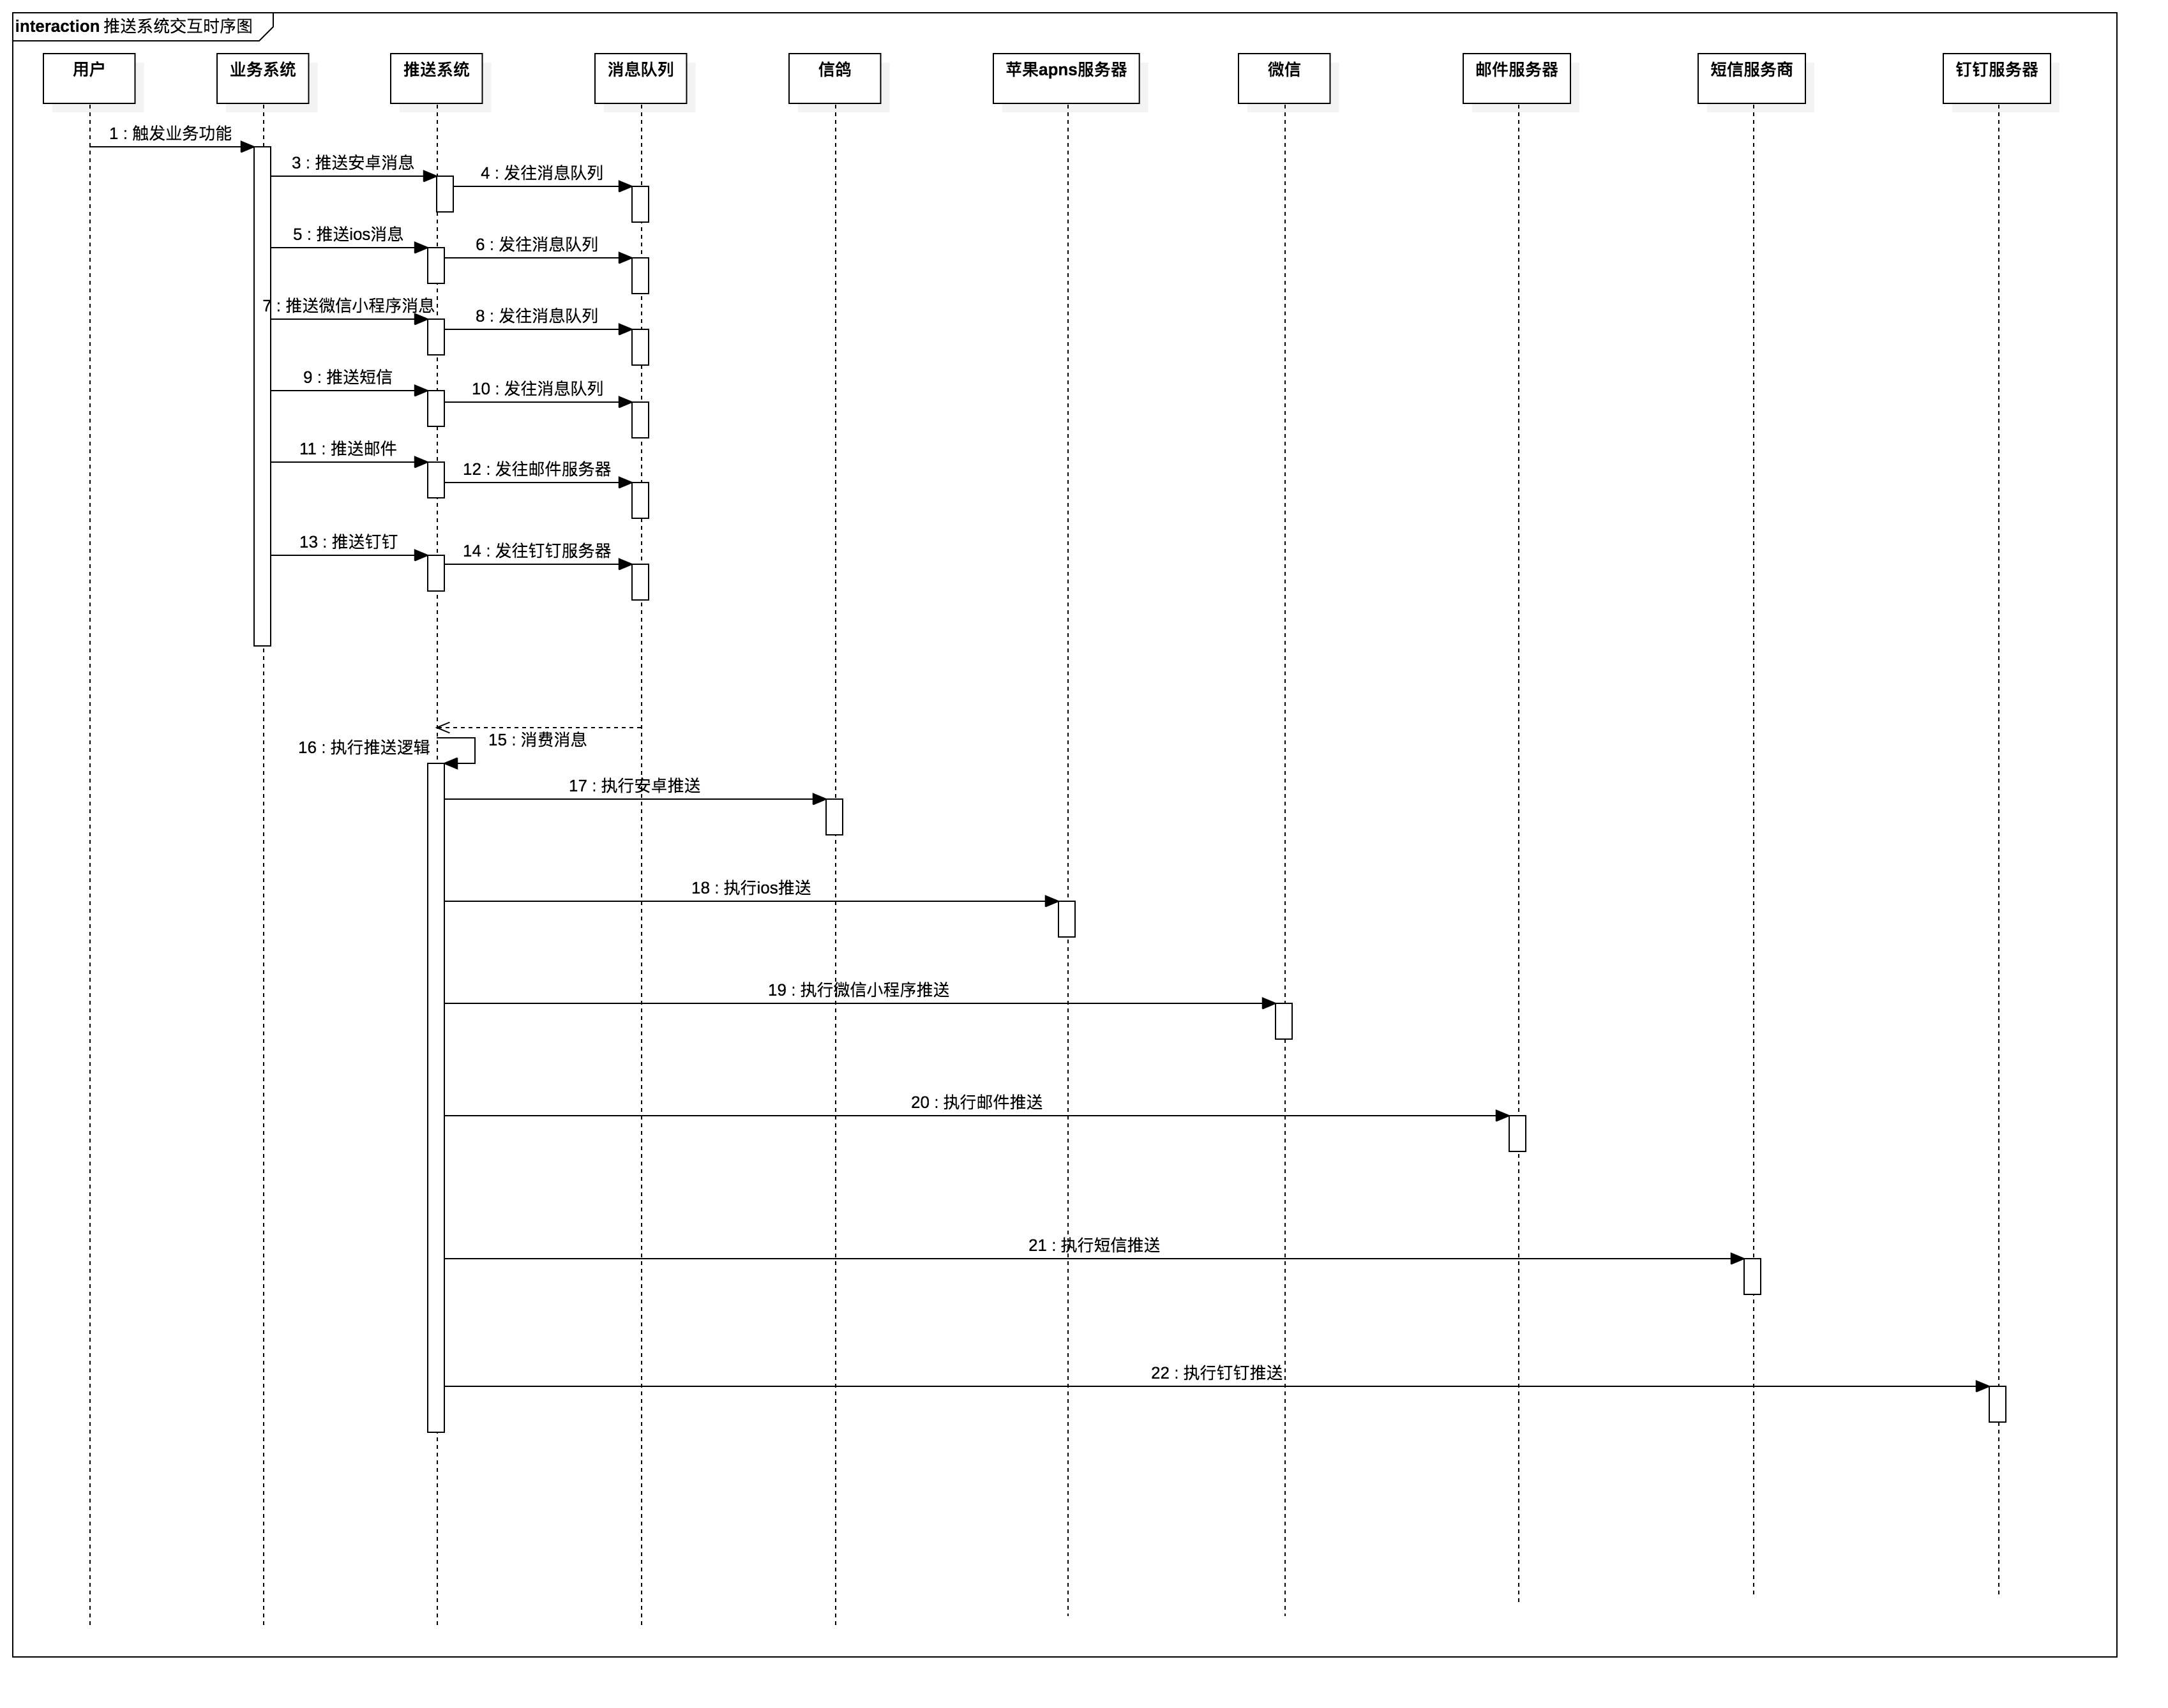 interaction 推送系统交互时序图
用户
业务系统
推送系统
消息队列
信鸽
苹果apns服务器
微信
邮件服务器
短信服务商
钉钉服务器
1 : 触发业务功能
3 : 推送安卓消息
4 : 发往消息队列
5 : 推送ios消息
6 : 发往消息队列
7 : 推送微信小程序消息
8 : 发往消息队列
9 : 推送短信
10 : 发往消息队列
11 : 推送邮件
12 : 发往邮件服务器
13 : 推送钉钉
14 : 发往钉钉服务器
15 : 消费消息
16 : 执行推送逻辑
17 : 执行安卓推送
18 : 执行ios推送
19 : 执行微信小程序推送
20 : 执行邮件推送
21 : 执行短信推送
22 : 执行钉钉推送